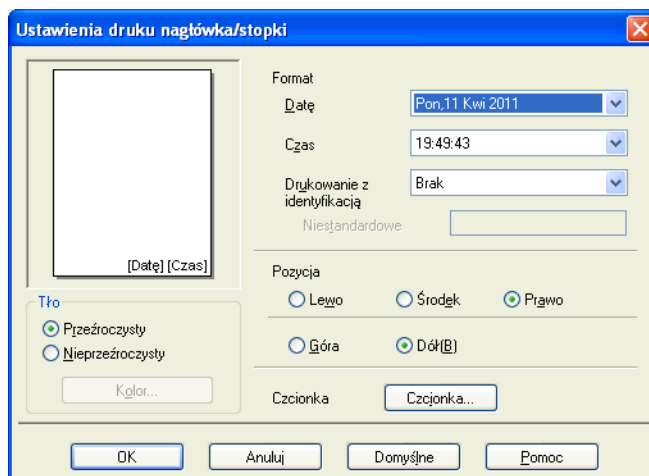 Ustawienia druku nagłówka/stopki
[Datę] [Czas]
Tło
Przeźroczysty
Nieprzeźroczysty
Kolor...
Format
Datę
Pon,11 Kwi 2011
Czas
19:49:43
Drukowanie z
identyfikacją
Brak
Niestandardowe
Pozycja
Lewo
Środek
Prawo
Góra
Dół(B)
Czcionka
Czcionka...
OK
Anuluj
Domyślne
Pomoc